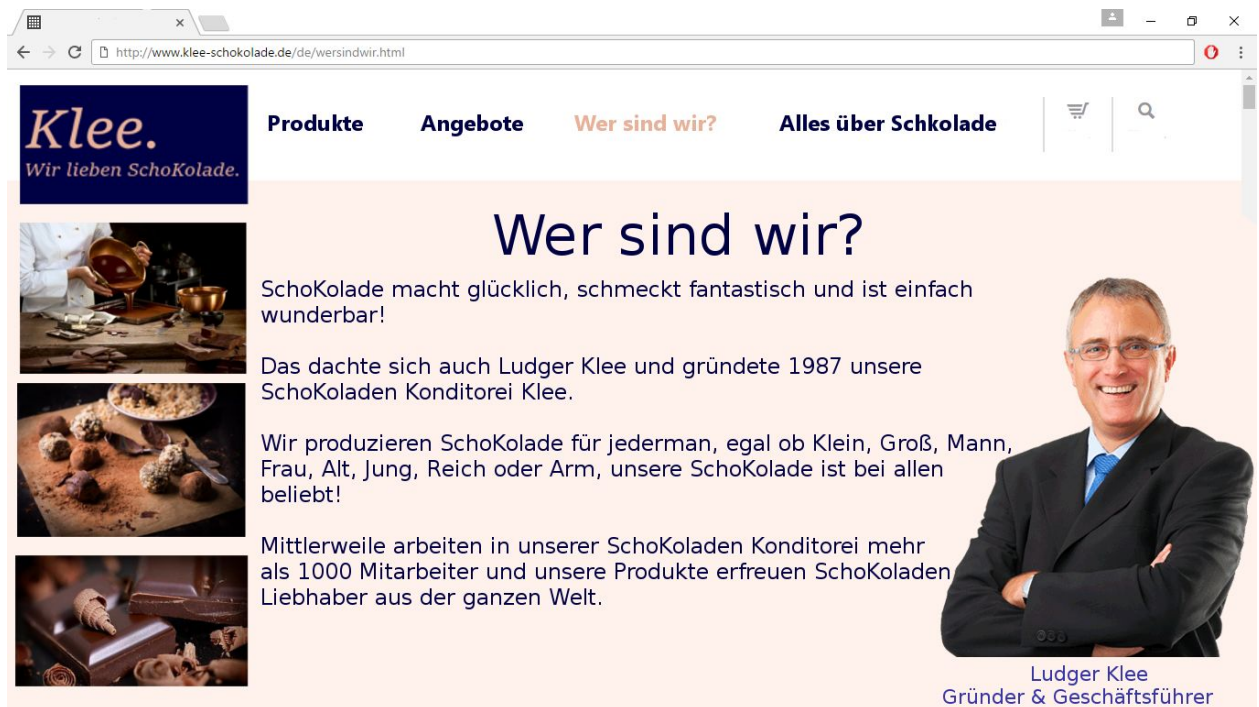 http://www.klee-schokolade.de/de/wersindwir.html
Klee.
Wir lieben SchoKolade.
Produkte
Angebote
Wer sind wir?
Alles über Schkolade
Wer sind wir?
SchoKolade macht glücklich, schmeckt fantastisch und ist einfach
wunderbar!
Das dachte sich auch Ludger Klee und gründete 1987 unsere
SchoKoladen Konditorei Klee.
Wir produzieren SchoKolade für jederman, egal ob Klein, Groß, Mann,
Frau, Alt, Jung, Reich oder Arm, unsere SchoKolade ist bei allen
beliebt!
Mittlerweile arbeiten in unserer SchoKoladen Konditorei mehr
als 1000 Mitarbeiter und unsere Produkte erfreuen SchoKoladen
Liebhaber aus der ganzen Welt.
Ludger Klee
Gründer & Geschäftsführer